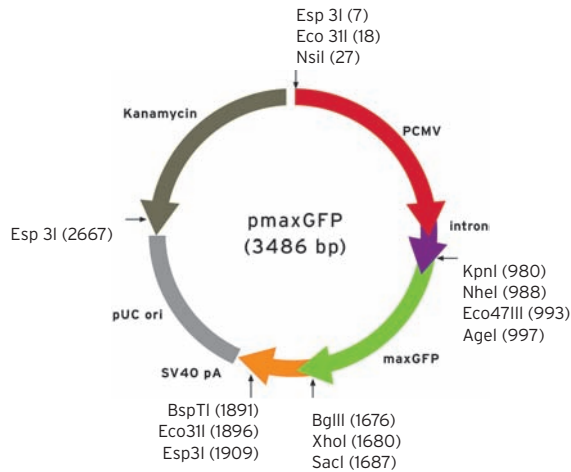 Esp 3I (7)
Eco 31I (18)
NsiI (27)
Kanamycin
PCMV
Esp 3I (2667)
pmaxGFP
(3486 bp)
intron
KpnI (980)
NheI (988)
Eco47III (993)
AgeI (997)
pUC ori
maxGFP
SV40 pA
BspTI (1891)
Eco31I (1896)
Esp3I (1909)
BglII (1676)
XhoI (1680)
SacI (1687)